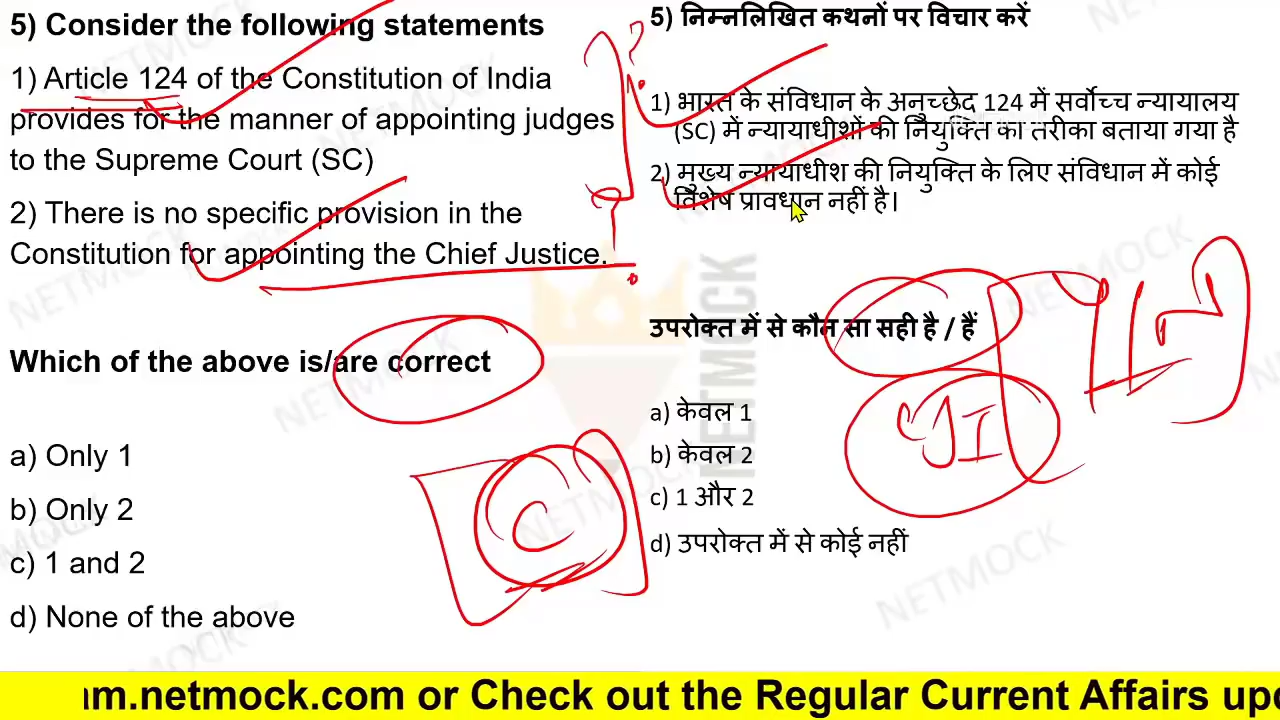 5) Consider the following statements
1) Article 124 of the Constitution of India
provides for the manner of appointing judges
to the Supreme Court (SC)
2) There is no specific provision in the
Constitution for appointing the Chief Justice.
Which of the above is/are correct
a) Only 1
b) Only 2
c) 1 and 2
d) None of the above
C
5) निम्नलिखित कथनों पर विचार करें
1) भारत के संविधान के अनुच्छेद 124 में सर्वोच्च न्यायालय
(SC) में न्यायाधीशों की नियुक्ति का तरीका बताया गया है
2) मुख्य न्यायाधीश की नियुक्ति के लिए संविधान में कोई
विशेष प्रावधान नहीं है।
उपरोक्त में से कौन सा सही है / हैं
a) केवल 1
b) केवल 2
c) 1 और 2
d) उपरोक्त में से कोई नहीं
CJI
NETMOCK
am.netmock.com or Check out the Regular Current Affairs upd